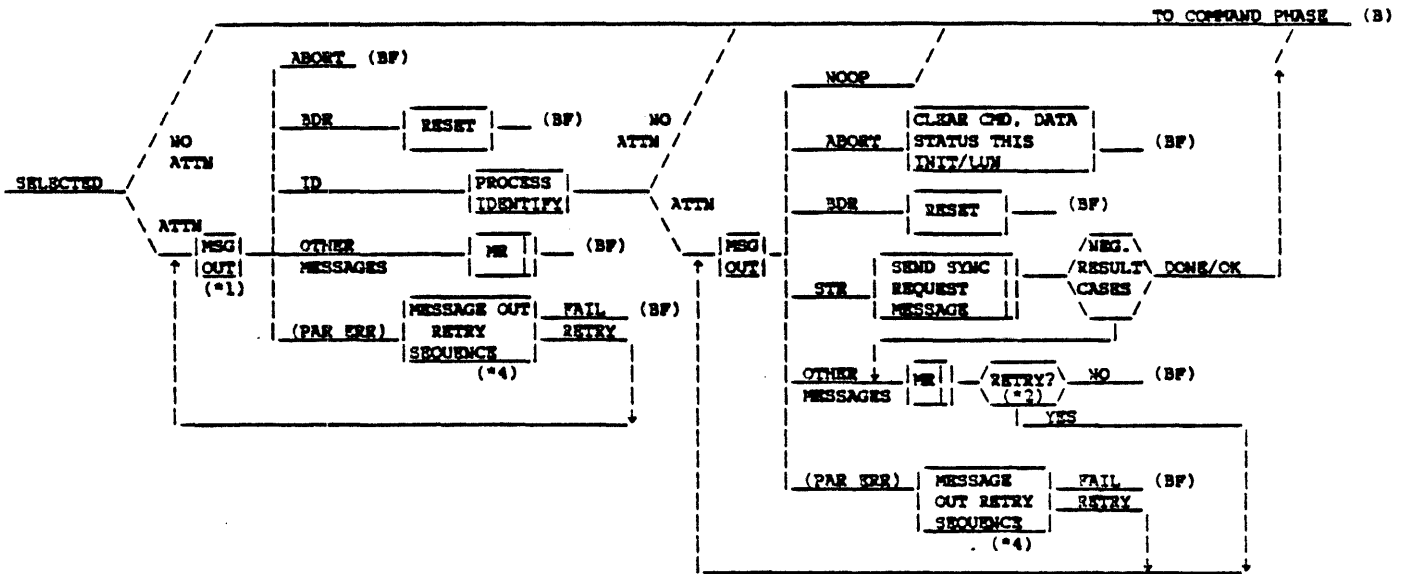 TO COMMAND PHASE (B)
ABORT (BF)
BDR RESET (BF)
NO
ATTN
SELECTED
ID PROCESS
IDENTIFY
ATTN
MSG
OUT
(*1)
OTHER
MESSAGES
MR (BF)
(PAR ERR)
MESSAGE OUT
RETRY
SEQUENCE
(*4)
FAIL (BF)
RETRY
NO
ATTN
ATTN
MSG
OUT
NOOP
ABORT
CLEAR CMD, DATA
STATUS THIS
INIT/LUN
(BF)
BDR RESET (BF)
STR
SEND SYNC
REQUEST
MESSAGE
NEG.
RESULT
CASES
DONE/OK
OTHER
MESSAGES
MR
RETRY?
(*2)
NO (BF)
YES
(PAR ERR)
MESSAGE
OUT RETRY
SEQUENCE
(*4)
FAIL (BF)
RETRY